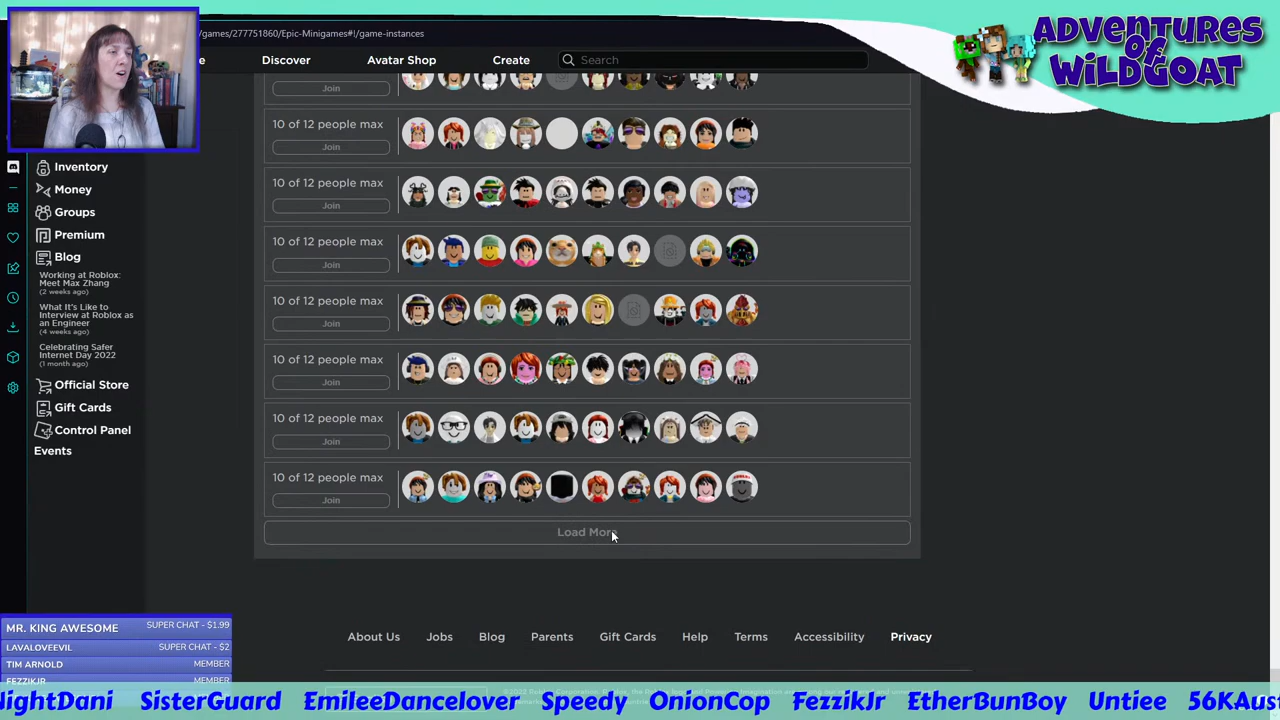 /games/277751860/Epic-Minigames#!/game-instances
ADVENTURES
OF
WILDGOAT
Discover
Avatar Shop
Create
Search
Join
10 of 12 people max
Join
10 of 12 people max
Join
10 of 12 people max
Join
10 of 12 people max
Join
10 of 12 people max
Join
10 of 12 people max
Join
10 of 12 people max
Join
Load More
Inventory
Money
Groups
Premium
Blog
Working at Roblox:
Meet Max Zhang
(2 weeks ago)
What It's Like to
Interview at Roblox as
an Engineer
(4 weeks ago)
Celebrating Safer
Internet Day 2022
(1 month ago)
Official Store
Gift Cards
Control Panel
Events
About Us Jobs Blog Parents Gift Cards Help Terms Accessibility Privacy
MR. KING AWESOME SUPER CHAT - $1.99
LAVALOVEEVIL SUPER CHAT - $2
TIM ARNOLD MEMBER
FEZZIKJR MEMBER
NightDani SisterGuard EmileeDancelover Speedy OnionCop FezzikJr EtherBunBoy Untiee 56KAus